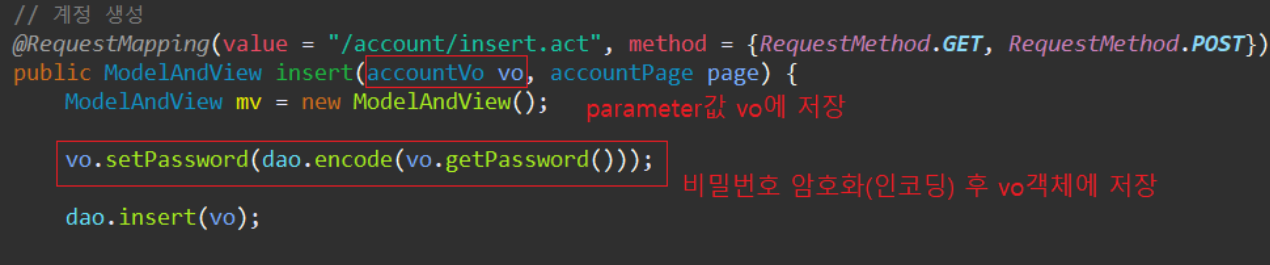 // 계정 생성
@RequestMapping(value = "/account/insert.act", method = {RequestMethod.GET, RequestMethod.POST})
public ModelAndView insert(accountVo vo, accountPage page) {
ModelAndView mv = new ModelAndView();
parameter값 vo에 저장
vo.setPassword(dao.encode(vo.getPassword()));
비밀번호 암호화(인코딩) 후 vo객체에 저장
dao.insert(vo);